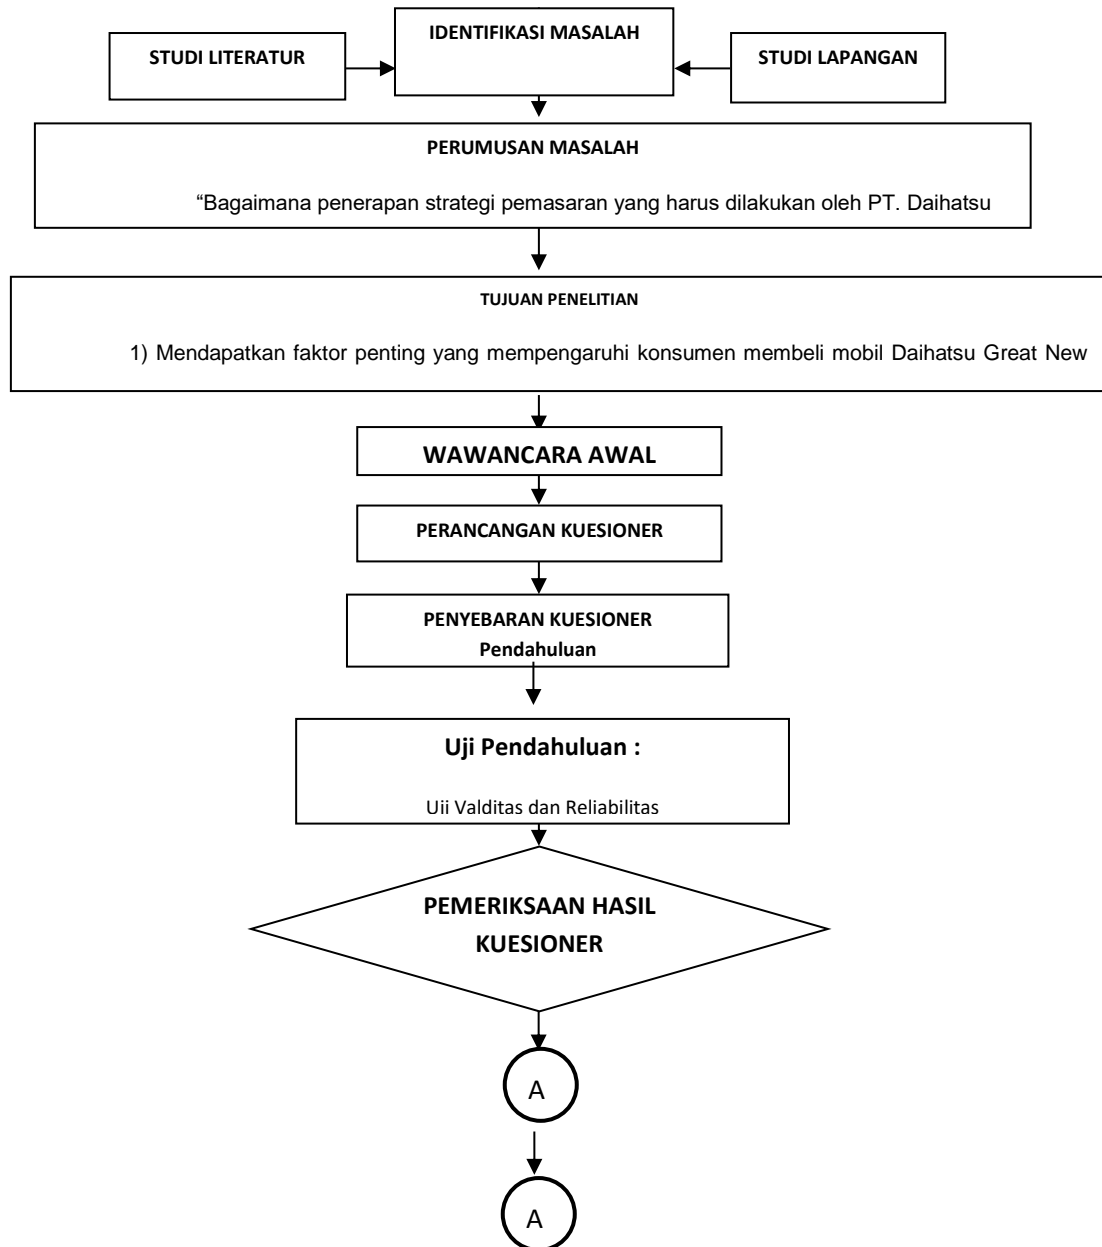 IDENTIFIKASI MASALAH
STUDI LITERATUR
STUDI LAPANGAN
PERUMUSAN MASALAH
“Bagaimana penerapan strategi pemasaran yang harus dilakukan oleh PT. Daihatsu
TUJUAN PENELITIAN
1) Mendapatkan faktor penting yang mempengaruhi konsumen membeli mobil Daihatsu Great New
WAWANCARA AWAL
PERANCANGAN KUESIONER
PENYEBARAN KUESIONER
Pendahuluan
Uji Pendahuluan :
Uii Valditas dan Reliabilitas
PEMERIKSAAN HASIL
KUESIONER
A
A